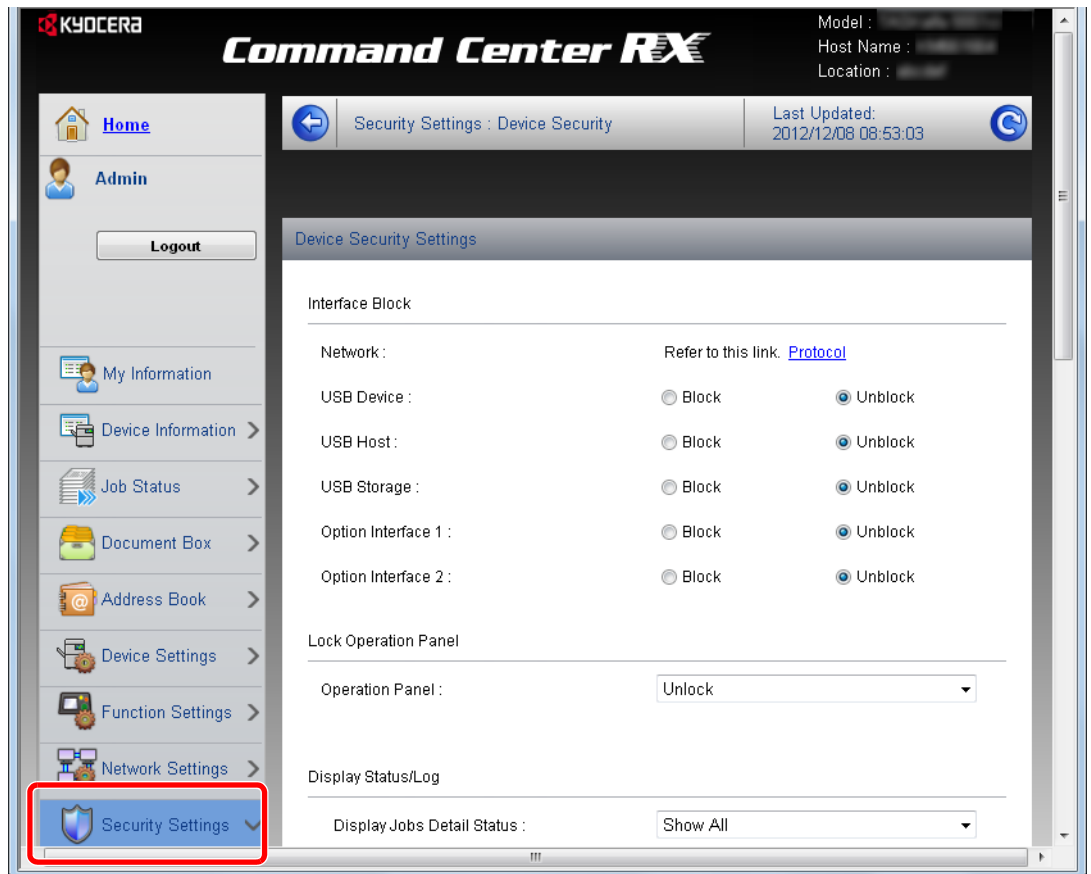 KYOCERA
Command Center RX
Model :
Host Name :
Location :
Home
Admin
Logout
My Information
Device Information
Job Status
Document Box
Address Book
Device Settings
Function Settings
Network Settings
Security Settings
Security Settings : Device Security
Last Updated:
2012/12/08 08:53:03
Device Security Settings
Interface Block
Network : Refer to this link. Protocol
USB Device : Block Unblock
USB Host : Block Unblock
USB Storage : Block Unblock
Option Interface 1 : Block Unblock
Option Interface 2 : Block Unblock
Lock Operation Panel
Operation Panel : Unlock
Display Status/Log
Display Jobs Detail Status : Show All